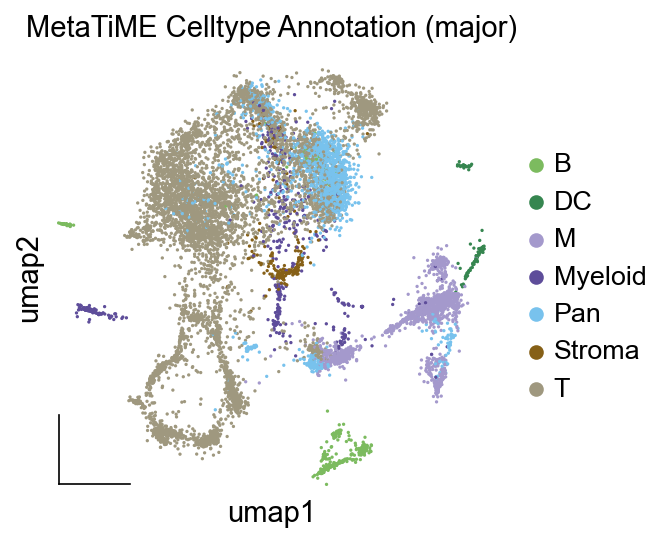 MetaTiME Celltype Annotation (major)
B
DC
M
Myeloid
Pan
Stroma
T
umap2
umap1